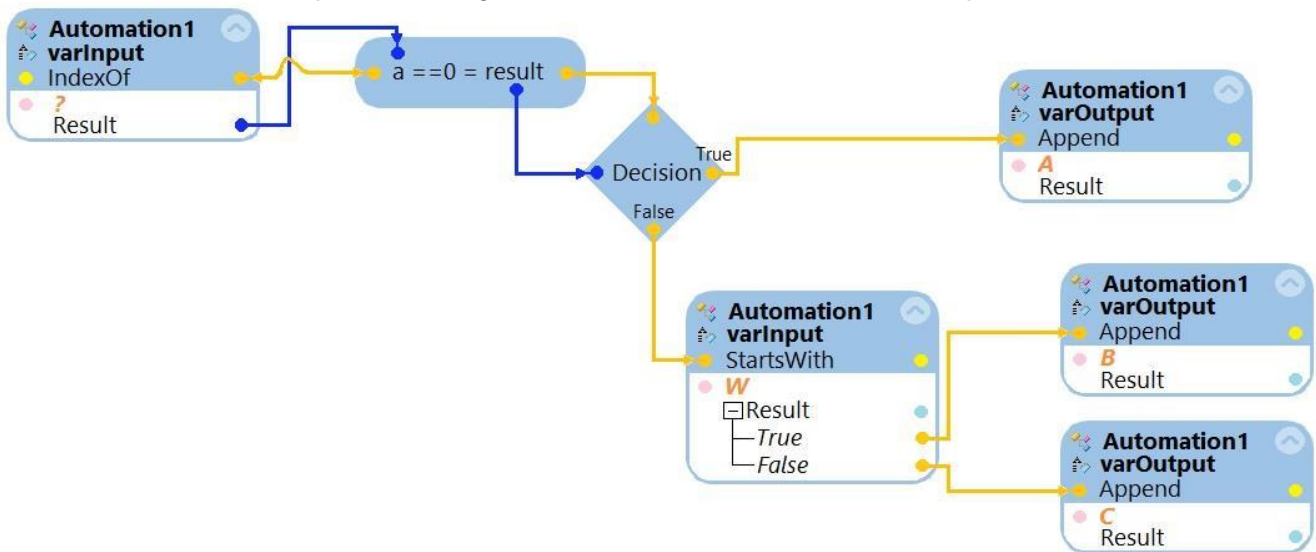 Automation1
varInput
IndexOf
?
Result
a ==0 = result
Decision
True
False
Automation1
varOutput
Append
A
Result
Automation1
varInput
StartsWith
W
Result
True
False
Automation1
varOutput
Append
B
Result
Automation1
varOutput
Append
C
Result